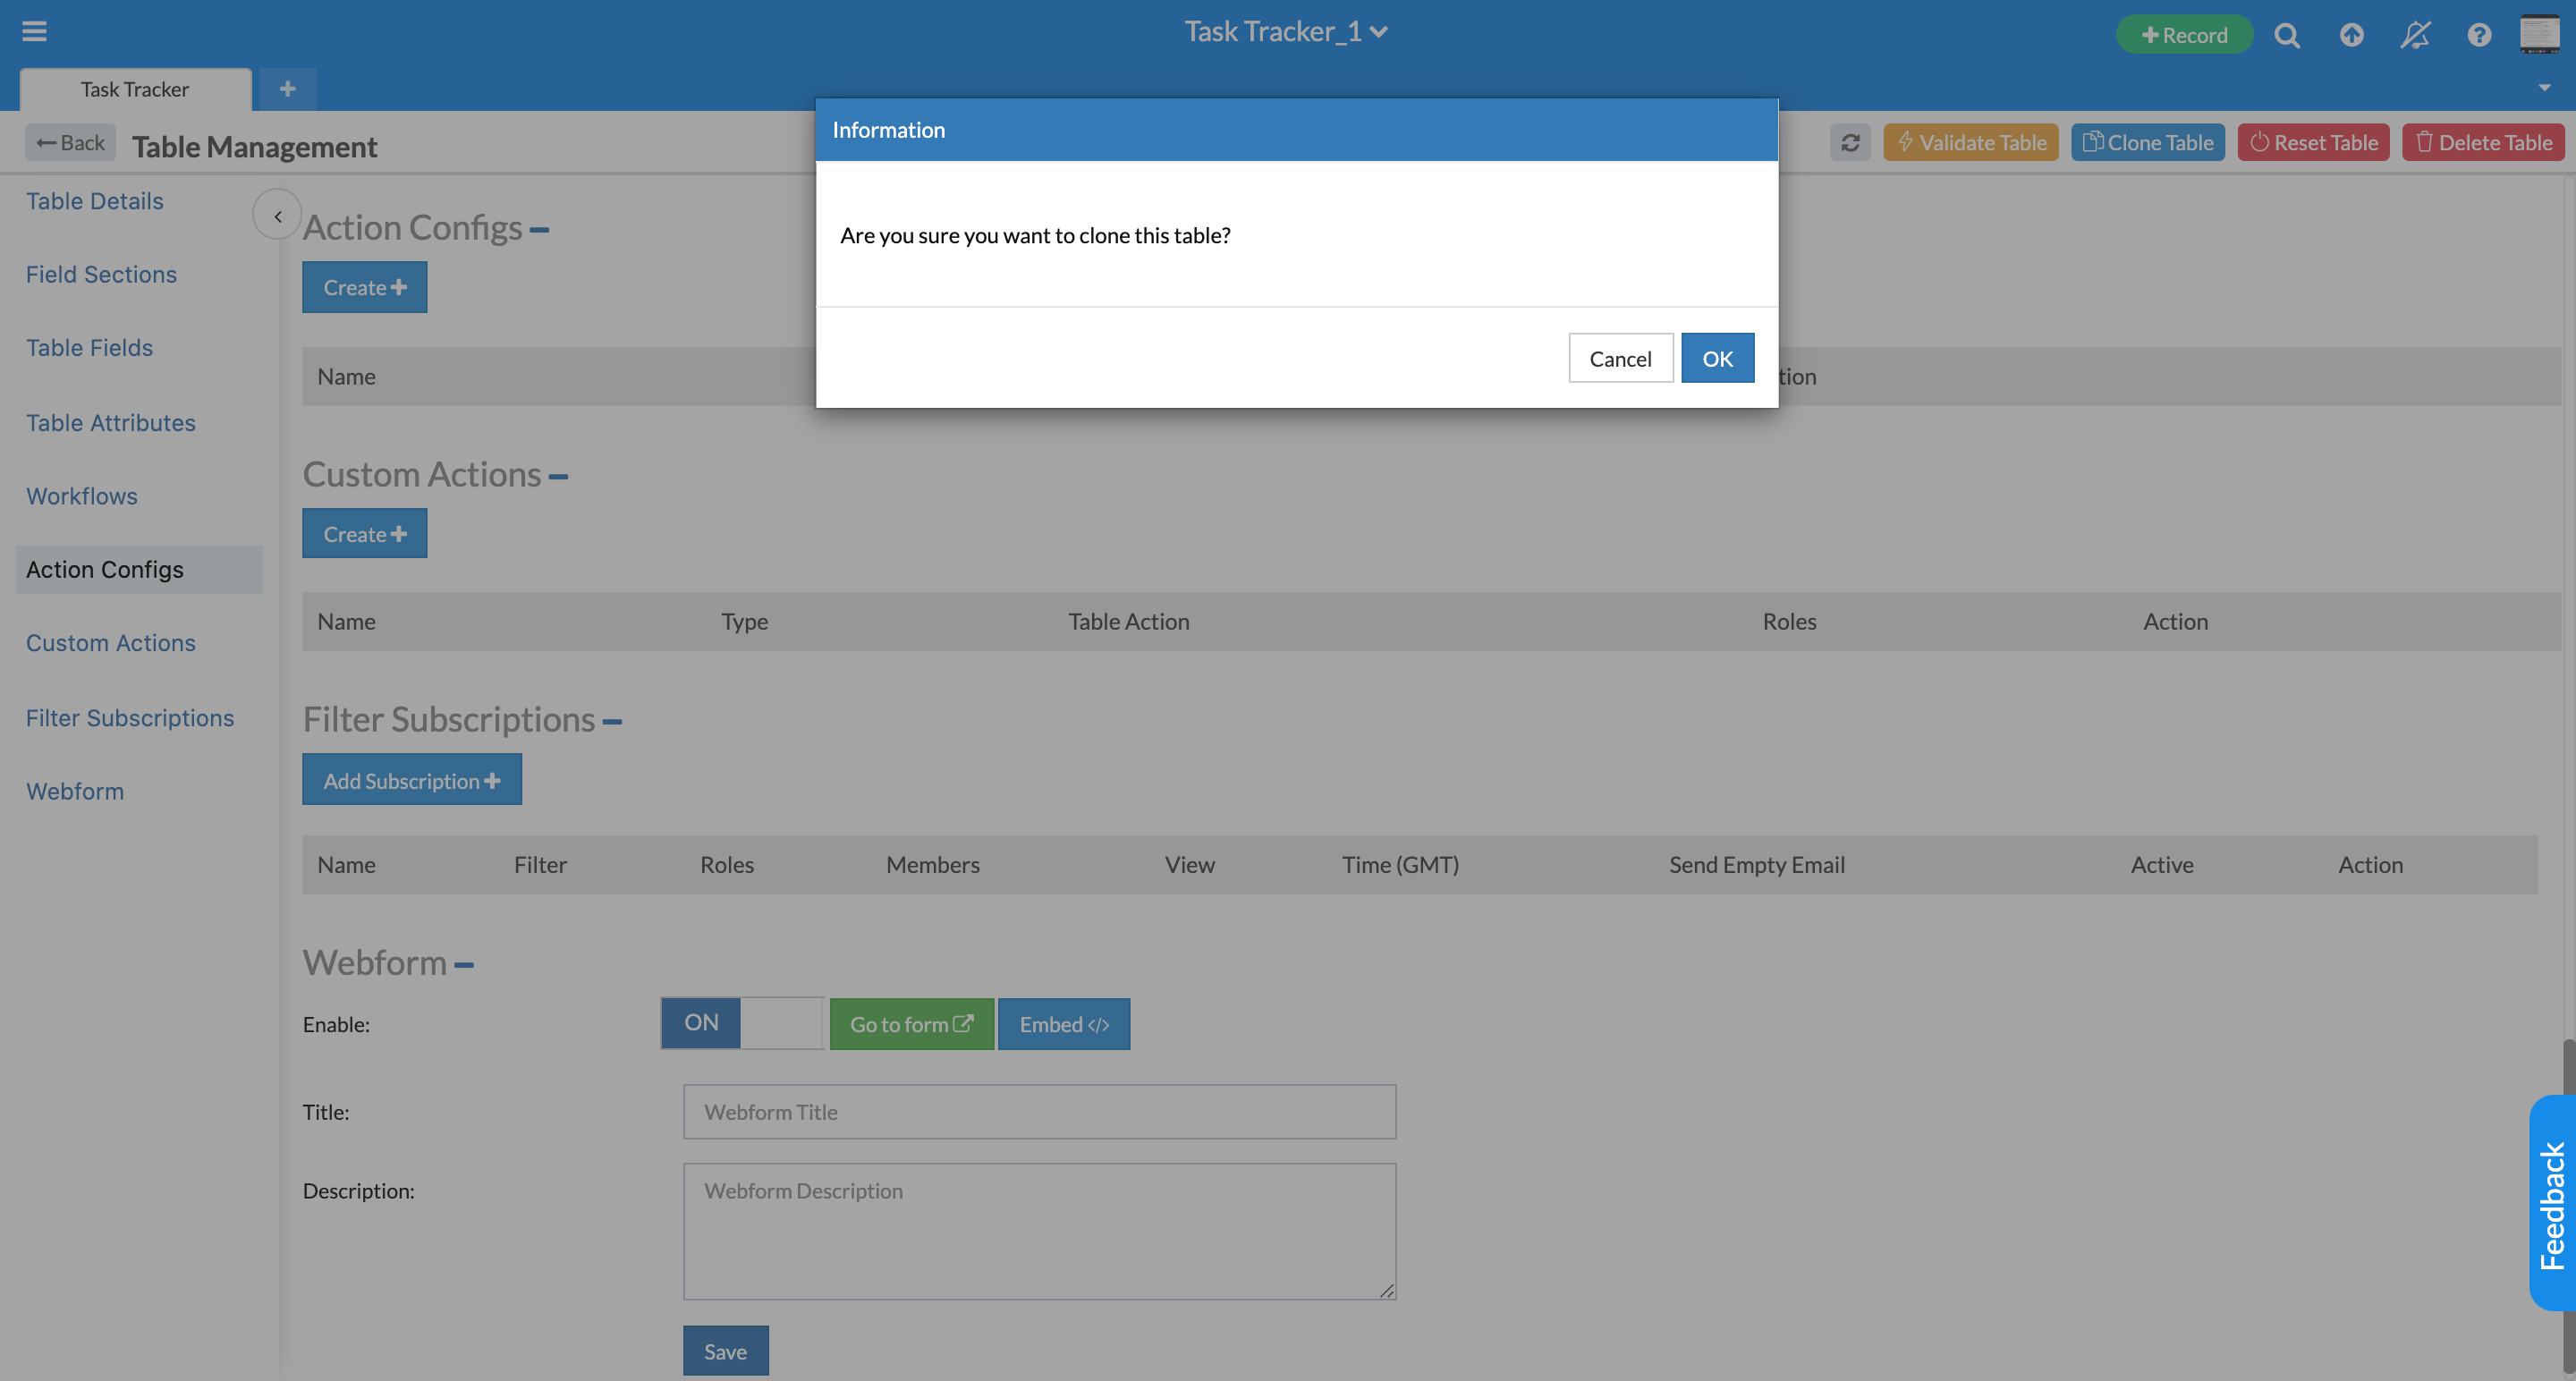 Task Tracker_1
Record
Task Tracker
Back
Table Management
Validate Table
Clone Table
Reset Table
Delete Table
Information
Are you sure you want to clone this table?
Cancel
OK
Table Details
Field Sections
Table Fields
Table Attributes
Workflows
Action Configs
Custom Actions
Filter Subscriptions
Webform
Action Configs
Create
Name
tion
Custom Actions
Create
Name Type Table Action Roles Action
Filter Subscriptions
Add Subscription
Name Filter Roles Members View Time (GMT) Send Empty Email Active Action
Webform
Enable: ON Go to form Embed </>
Title: Webform Title
Description: Webform Description
Save
Feedback